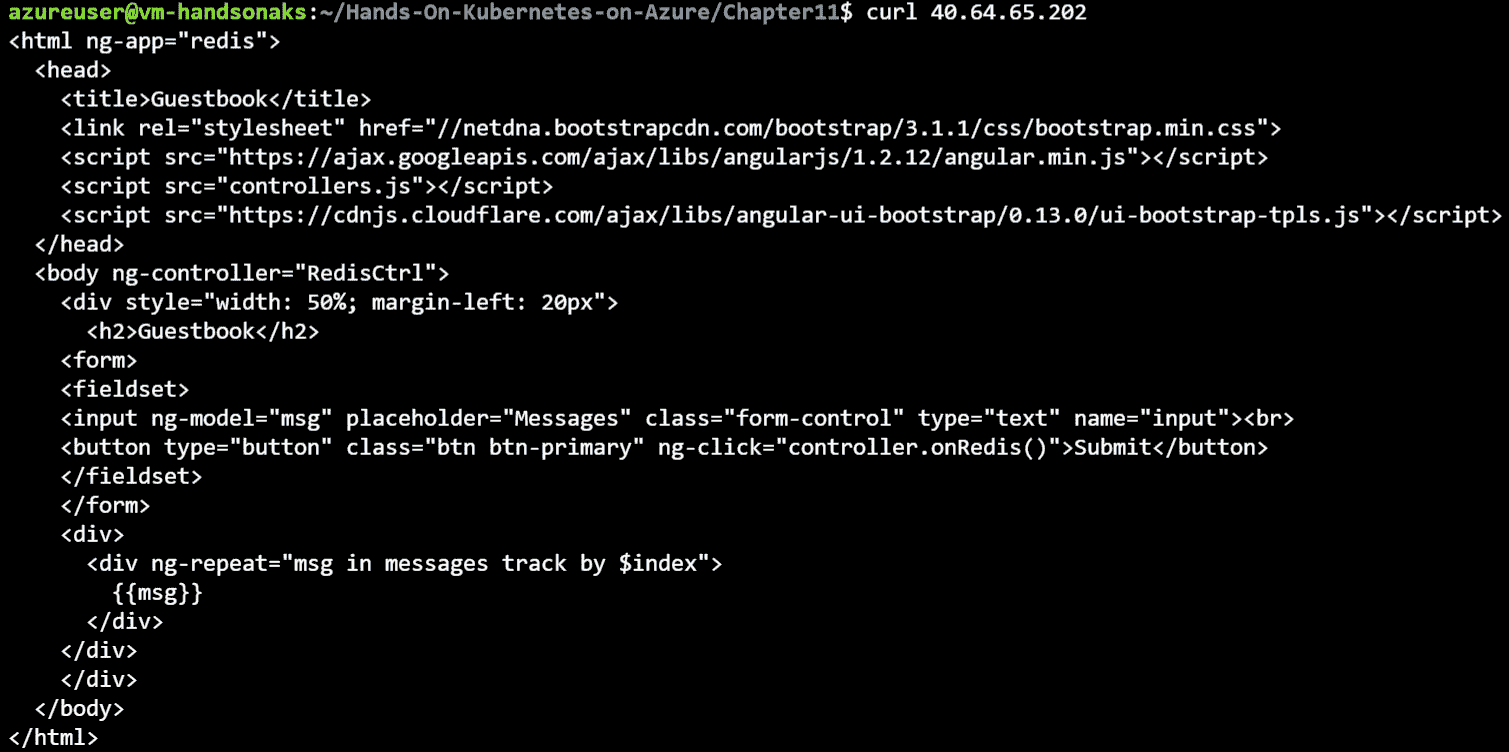 azureuser@vm-handsonaks:~/Hands-On-Kubernetes-on-Azure/Chapter11$ curl 40.64.65.202
<html ng-app="redis">
  <head>
    <title>Guestbook</title>
    <link rel="stylesheet" href="//netdna.bootstrapcdn.com/bootstrap/3.1.1/css/bootstrap.min.css">
    <script src="https://ajax.googleapis.com/ajax/libs/angularjs/1.2.12/angular.min.js"></script>
    <script src="controllers.js"></script>
    <script src="https://cdnjs.cloudflare.com/ajax/libs/angular-ui-bootstrap/0.13.0/ui-bootstrap-tpls.js"></script>
  </head>
  <body ng-controller="RedisCtrl">
    <div style="width: 50%; margin-left: 20px">
      <h2>Guestbook</h2>
    <form>
    <fieldset>
    <input ng-model="msg" placeholder="Messages" class="form-control" type="text" name="input"><br>
    <button type="button" class="btn btn-primary" ng-click="controller.onRedis()">Submit</button>
    </fieldset>
    </form>
    <div>
      <div ng-repeat="msg in messages track by $index">
        {{msg}}
      </div>
    </div>
    </div>
  </body>
</html>